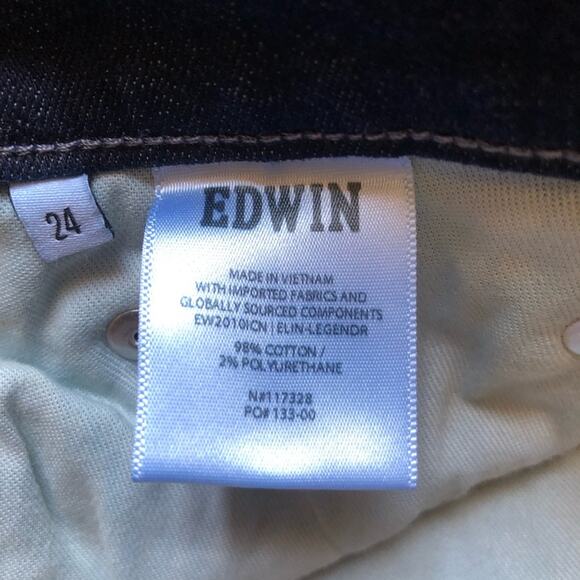 24
EDWIN
MADE IN VIETNAM
WITH IMPORTED FABRICS AND
GLOBALLY SOURCED COMPONENTS
EW2010ICN | ELIN-LEGENDR
98% COTTON /
2% POLYURETHANE
N#117328
PO# 133-00